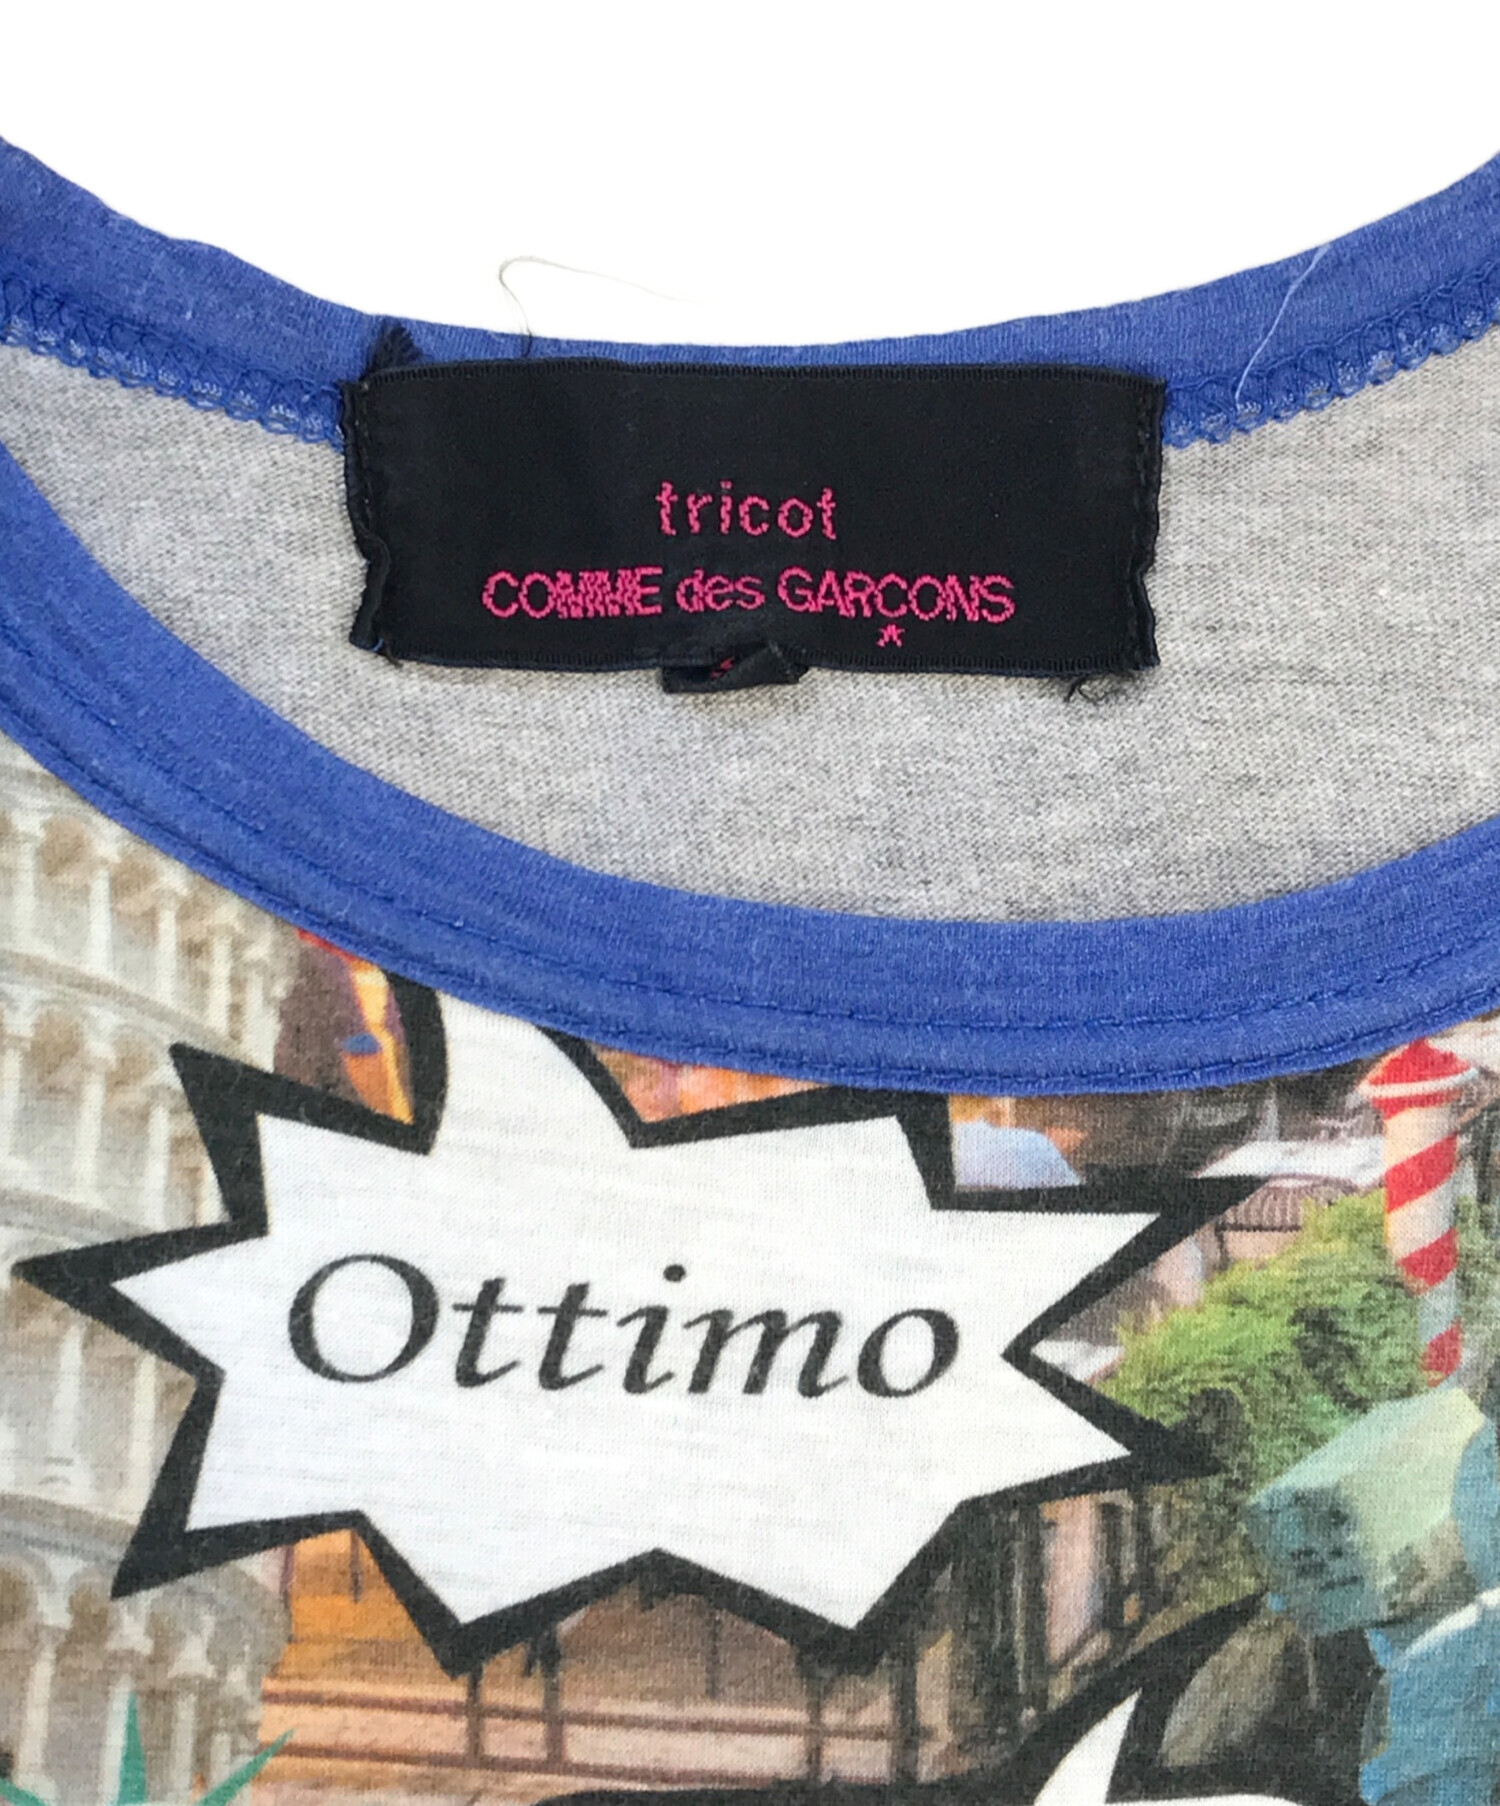 tricot
COMME des GARCONS
Ottimo